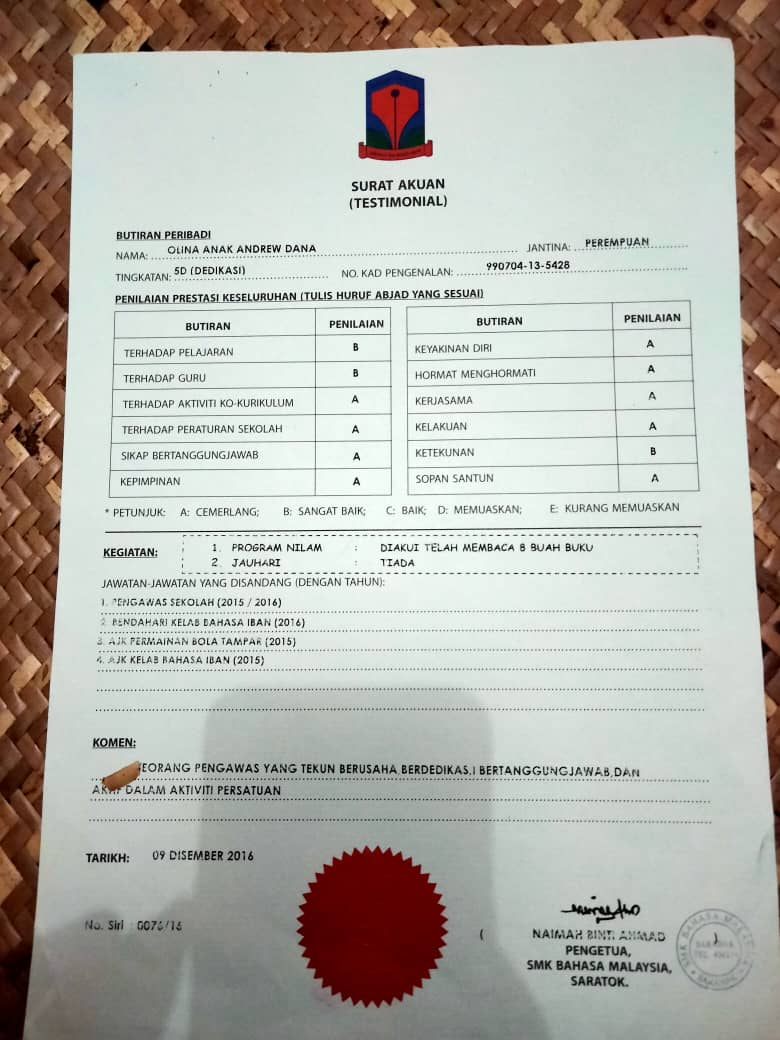 SURAT AKUAN
(TESTIMONIAL)
BUTIRAN PERIBADI
NAMA: OLINA ANAK ANDREW DANA JANTINA: PEREMPUAN
TINGKATAN: 5D (DEDIKASI) NO. KAD PENGENALAN: 990704-13-5428
PENILAIAN PRESTASI KESELURUHAN (TULIS HURUF ABJAD YANG SESUAI)
BUTIRAN PENILAIAN BUTIRAN PENILAIAN
TERHADAP PELAJARAN B KEYAKINAN DIRI A
TERHADAP GURU B HORMAT MENGHORMATI A
TERHADAP AKTIVITI KO-KURIKULUM A KERJASAMA A
TERHADAP PERATURAN SEKOLAH A KELAKUAN A
SIKAP BERTANGGUNGJAWAB A KETEKUNAN B
KEPIMPINAN A SOPAN SANTUN A
* PETUNJUK: A: CEMERLANG; B: SANGAT BAIK; C: BAIK; D: MEMUASKAN; E: KURANG MEMUASKAN
KEGIATAN: 1. PROGRAM NILAM : DIAKUI TELAH MEMBACA 8 BUAH BUKU
2. JAUHARI : TIADA
JAWATAN-JAWATAN YANG DISANDANG (DENGAN TAHUN):
1. PENGAWAS SEKOLAH (2015 / 2016)
2. BENDAHARI KELAB BAHASA IBAN (2016)
3. AJK PERMAINAN BOLA TAMPAR (2015)
4. AJK KELAB BAHASA IBAN (2015)
KOMEN:
EORANG PENGAWAS YANG TEKUN BERUSAHA, BERDEDIKASI BERTANGGUNGJAWAB,DAN
DALAM AKTIVITI PERSATUAN
TARIKH: 09 DISEMBER 2016
No. Siri : 0076/16
( NAIMAH BINTI AHMAD )
PENGETUA,
SMK BAHASA MALAYSIA,
SARATOK.